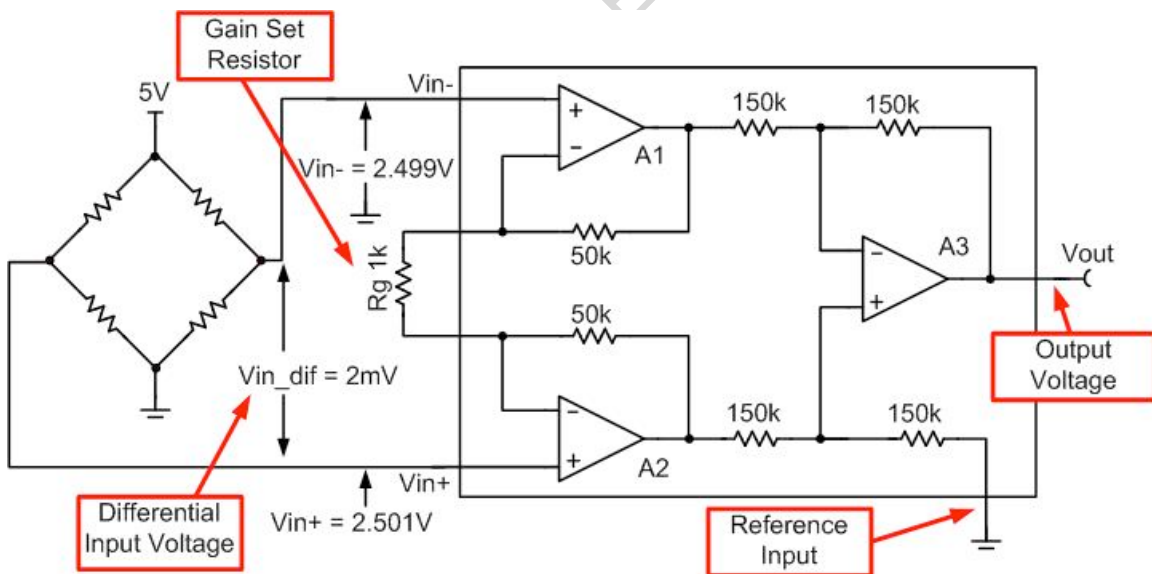 Gain Set
Resistor
5V
Vin-
Vin- = 2.499V
A1
150k
150k
50k
Rg 1k
50k
A3
Vout
Output
Voltage
Vin_dif = 2mV
150k
150k
A2
Vin+
Vin+ = 2.501V
Differential
Input Voltage
Reference
Input
+
-
-
+
-
+